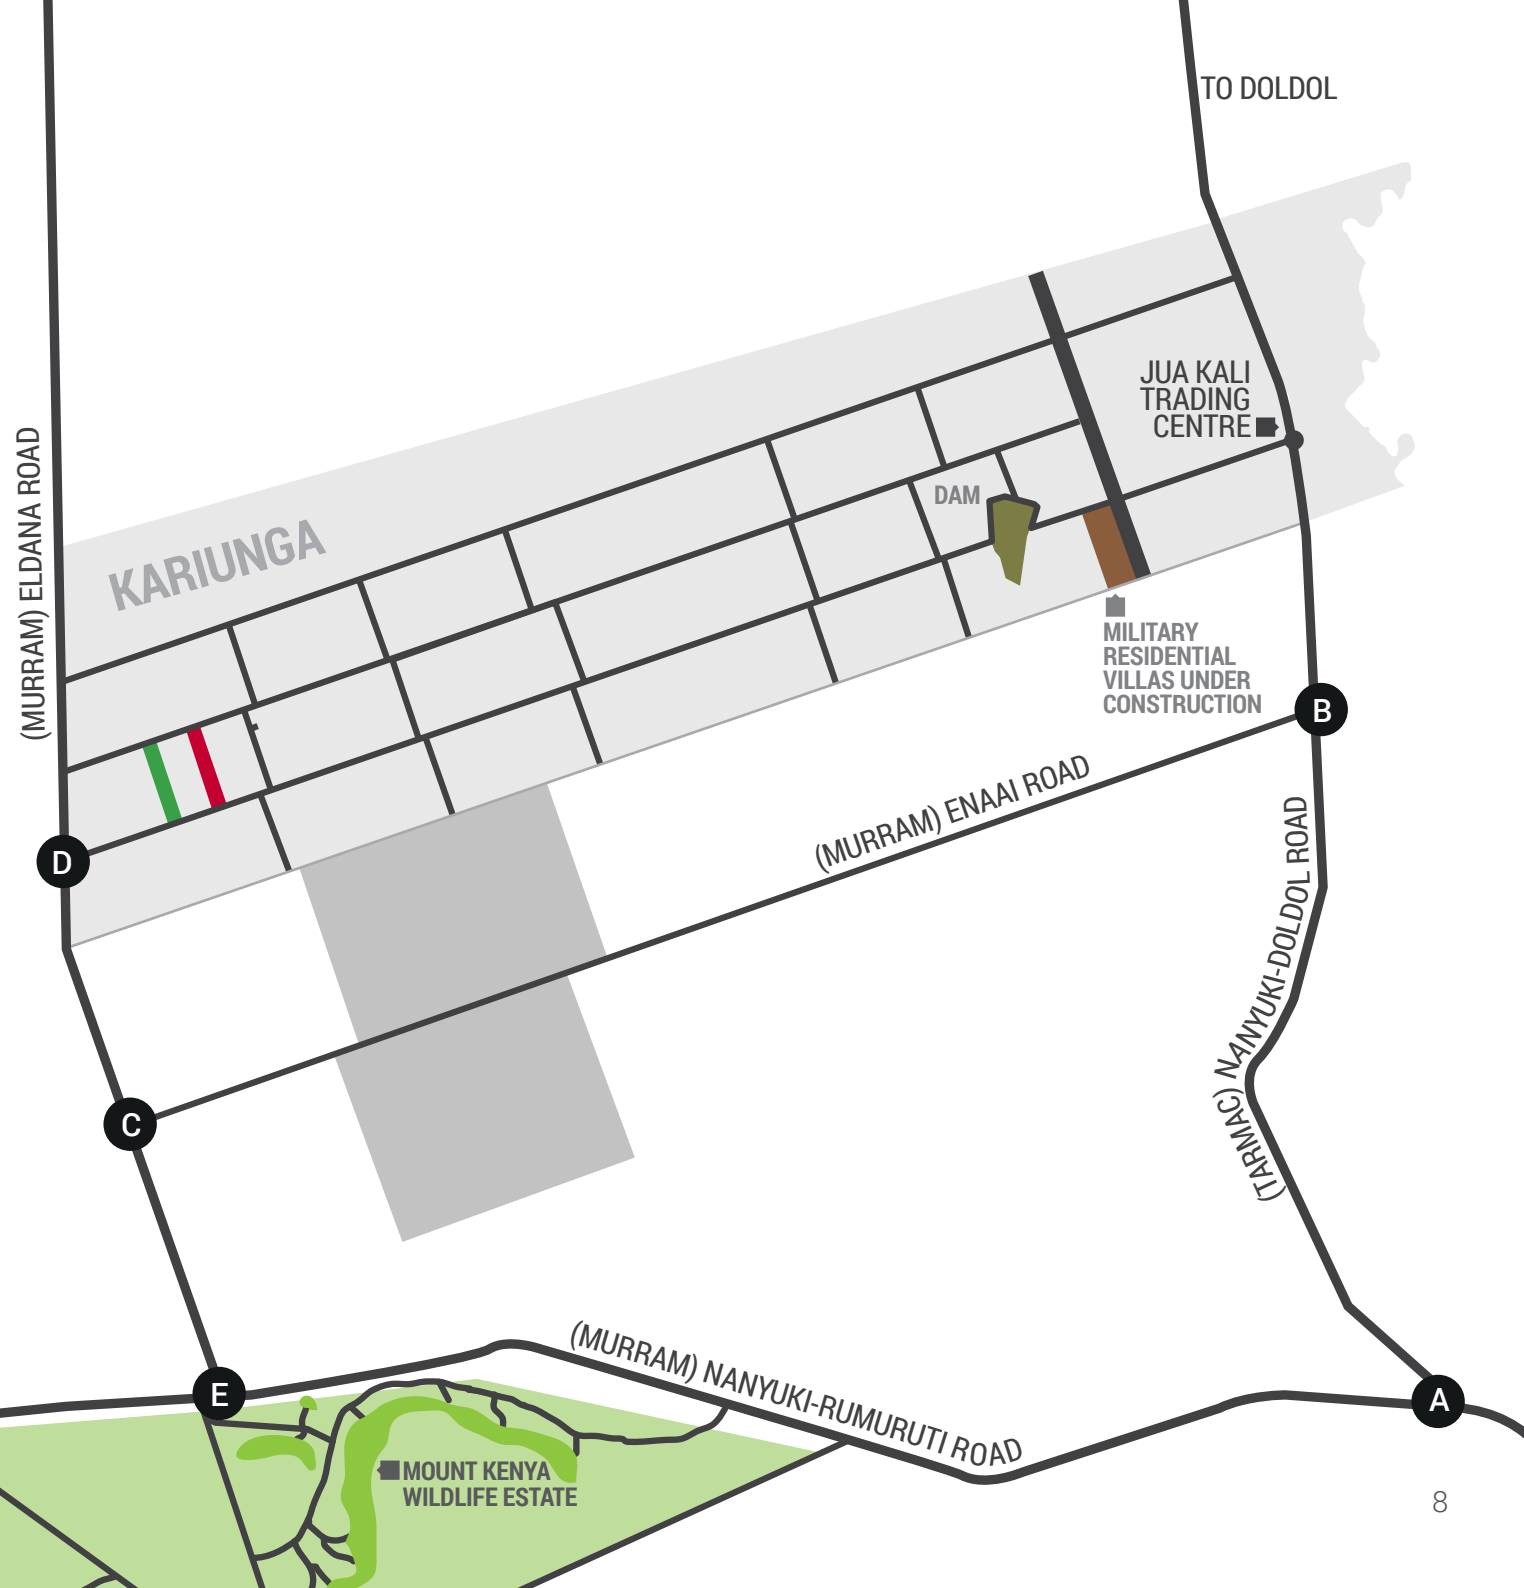 TO DOLDOL
JUA KALI
TRADING
CENTRE
(MURRAM) ELDANA ROAD
DAM
KARIUNGA
MILITARY
RESIDENTIAL
VILLAS UNDER
CONSTRUCTION
B
(MURRAM) ENAAI ROAD
D
(TARMAC) NANYUKI-DOLDOL ROAD
C
(MURRAM) NANYUKI-RUMURUTI ROAD
E
A
MOUNT KENYA
WILDLIFE ESTATE
8